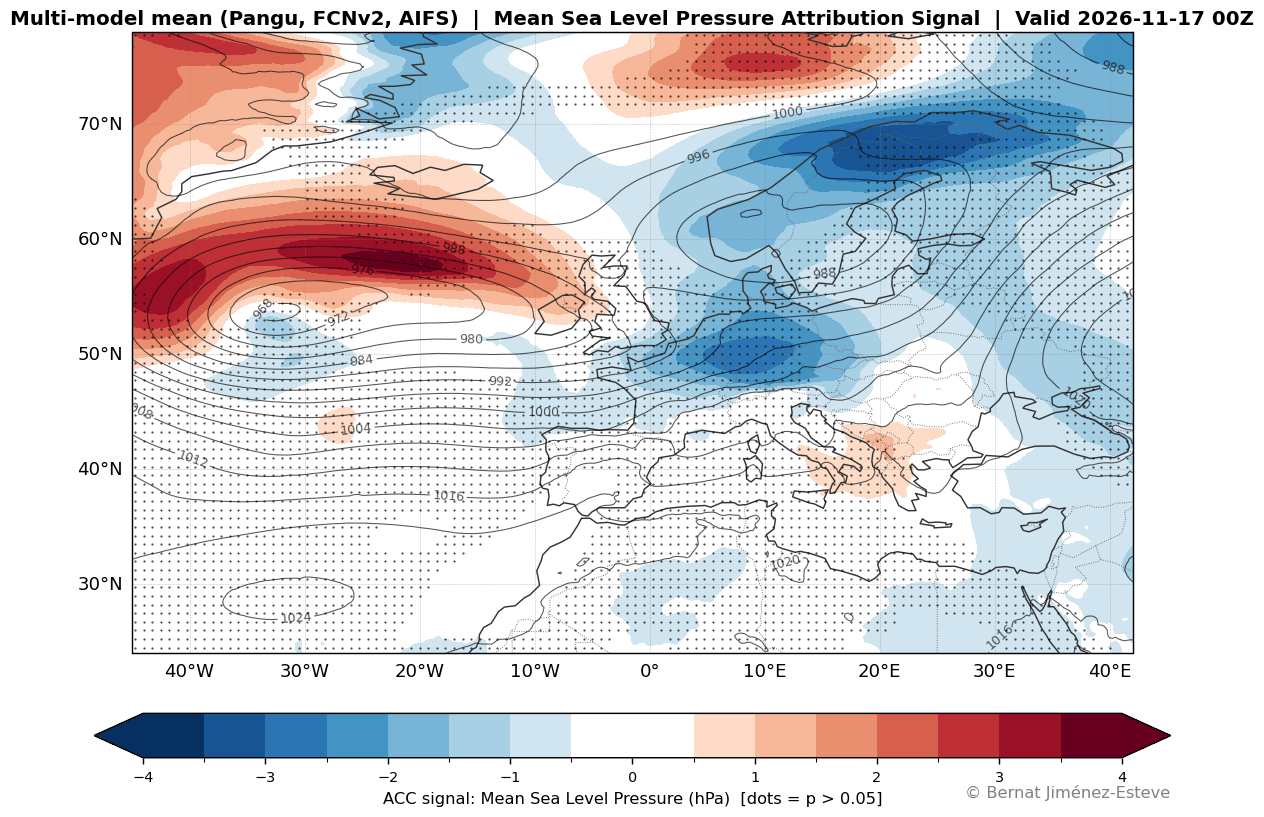 Multi-model mean (Pangu, FCNv2, AIFS)  |  Mean Sea Level Pressure Attribution Signal  |  Valid 2026-11-17 00Z
988
70°N
1000
996
60°N
988
976
988
968
972
980
50°N
984
992
1020
1000
1004
1012
40°N
1016
1020
30°N
1024
1016
40°W 30°W 20°W 10°W 0° 10°E 20°E 30°E 40°E
−4 −3 −2 −1 0 1 2 3 4
ACC signal: Mean Sea Level Pressure (hPa)  [dots = p > 0.05]
© Bernat Jiménez-Esteve